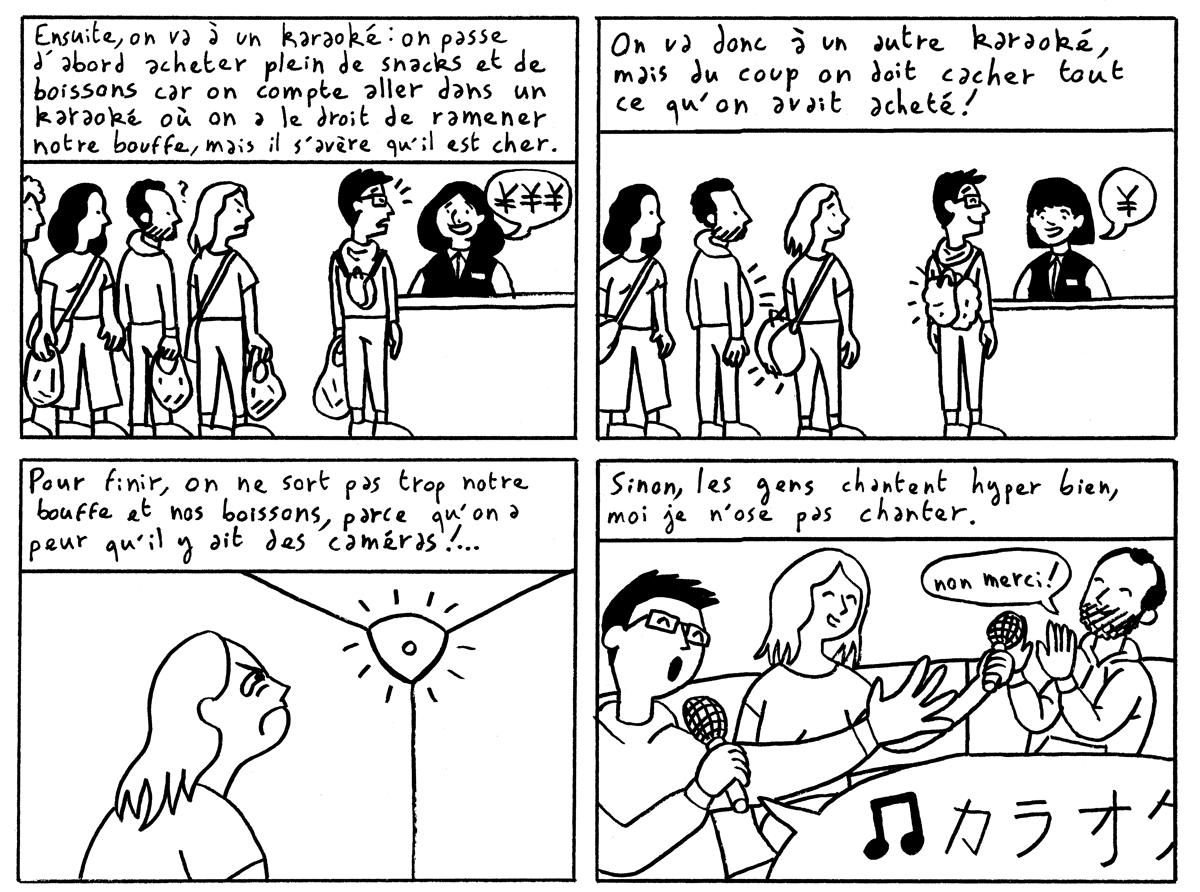 Ensuite, on va à un karaoké : on passe
d'abord acheter plein de snacks et de
boissons car on compte aller dans un
karaoké où on a le droit de ramener
notre bouffe, mais il s'avère qu'il est cher.
?
¥¥¥
On va donc à un autre karaoké,
mais du coup on doit cacher tout
ce qu'on avait acheté !
¥
Pour finir, on ne sort pas trop notre
bouffe et nos boissons, parce qu'on a
peur qu'il y ait des caméras !...
Sinon, les gens chantent hyper bien,
moi je n'ose pas chanter.
non merci !
♫ カラオケ